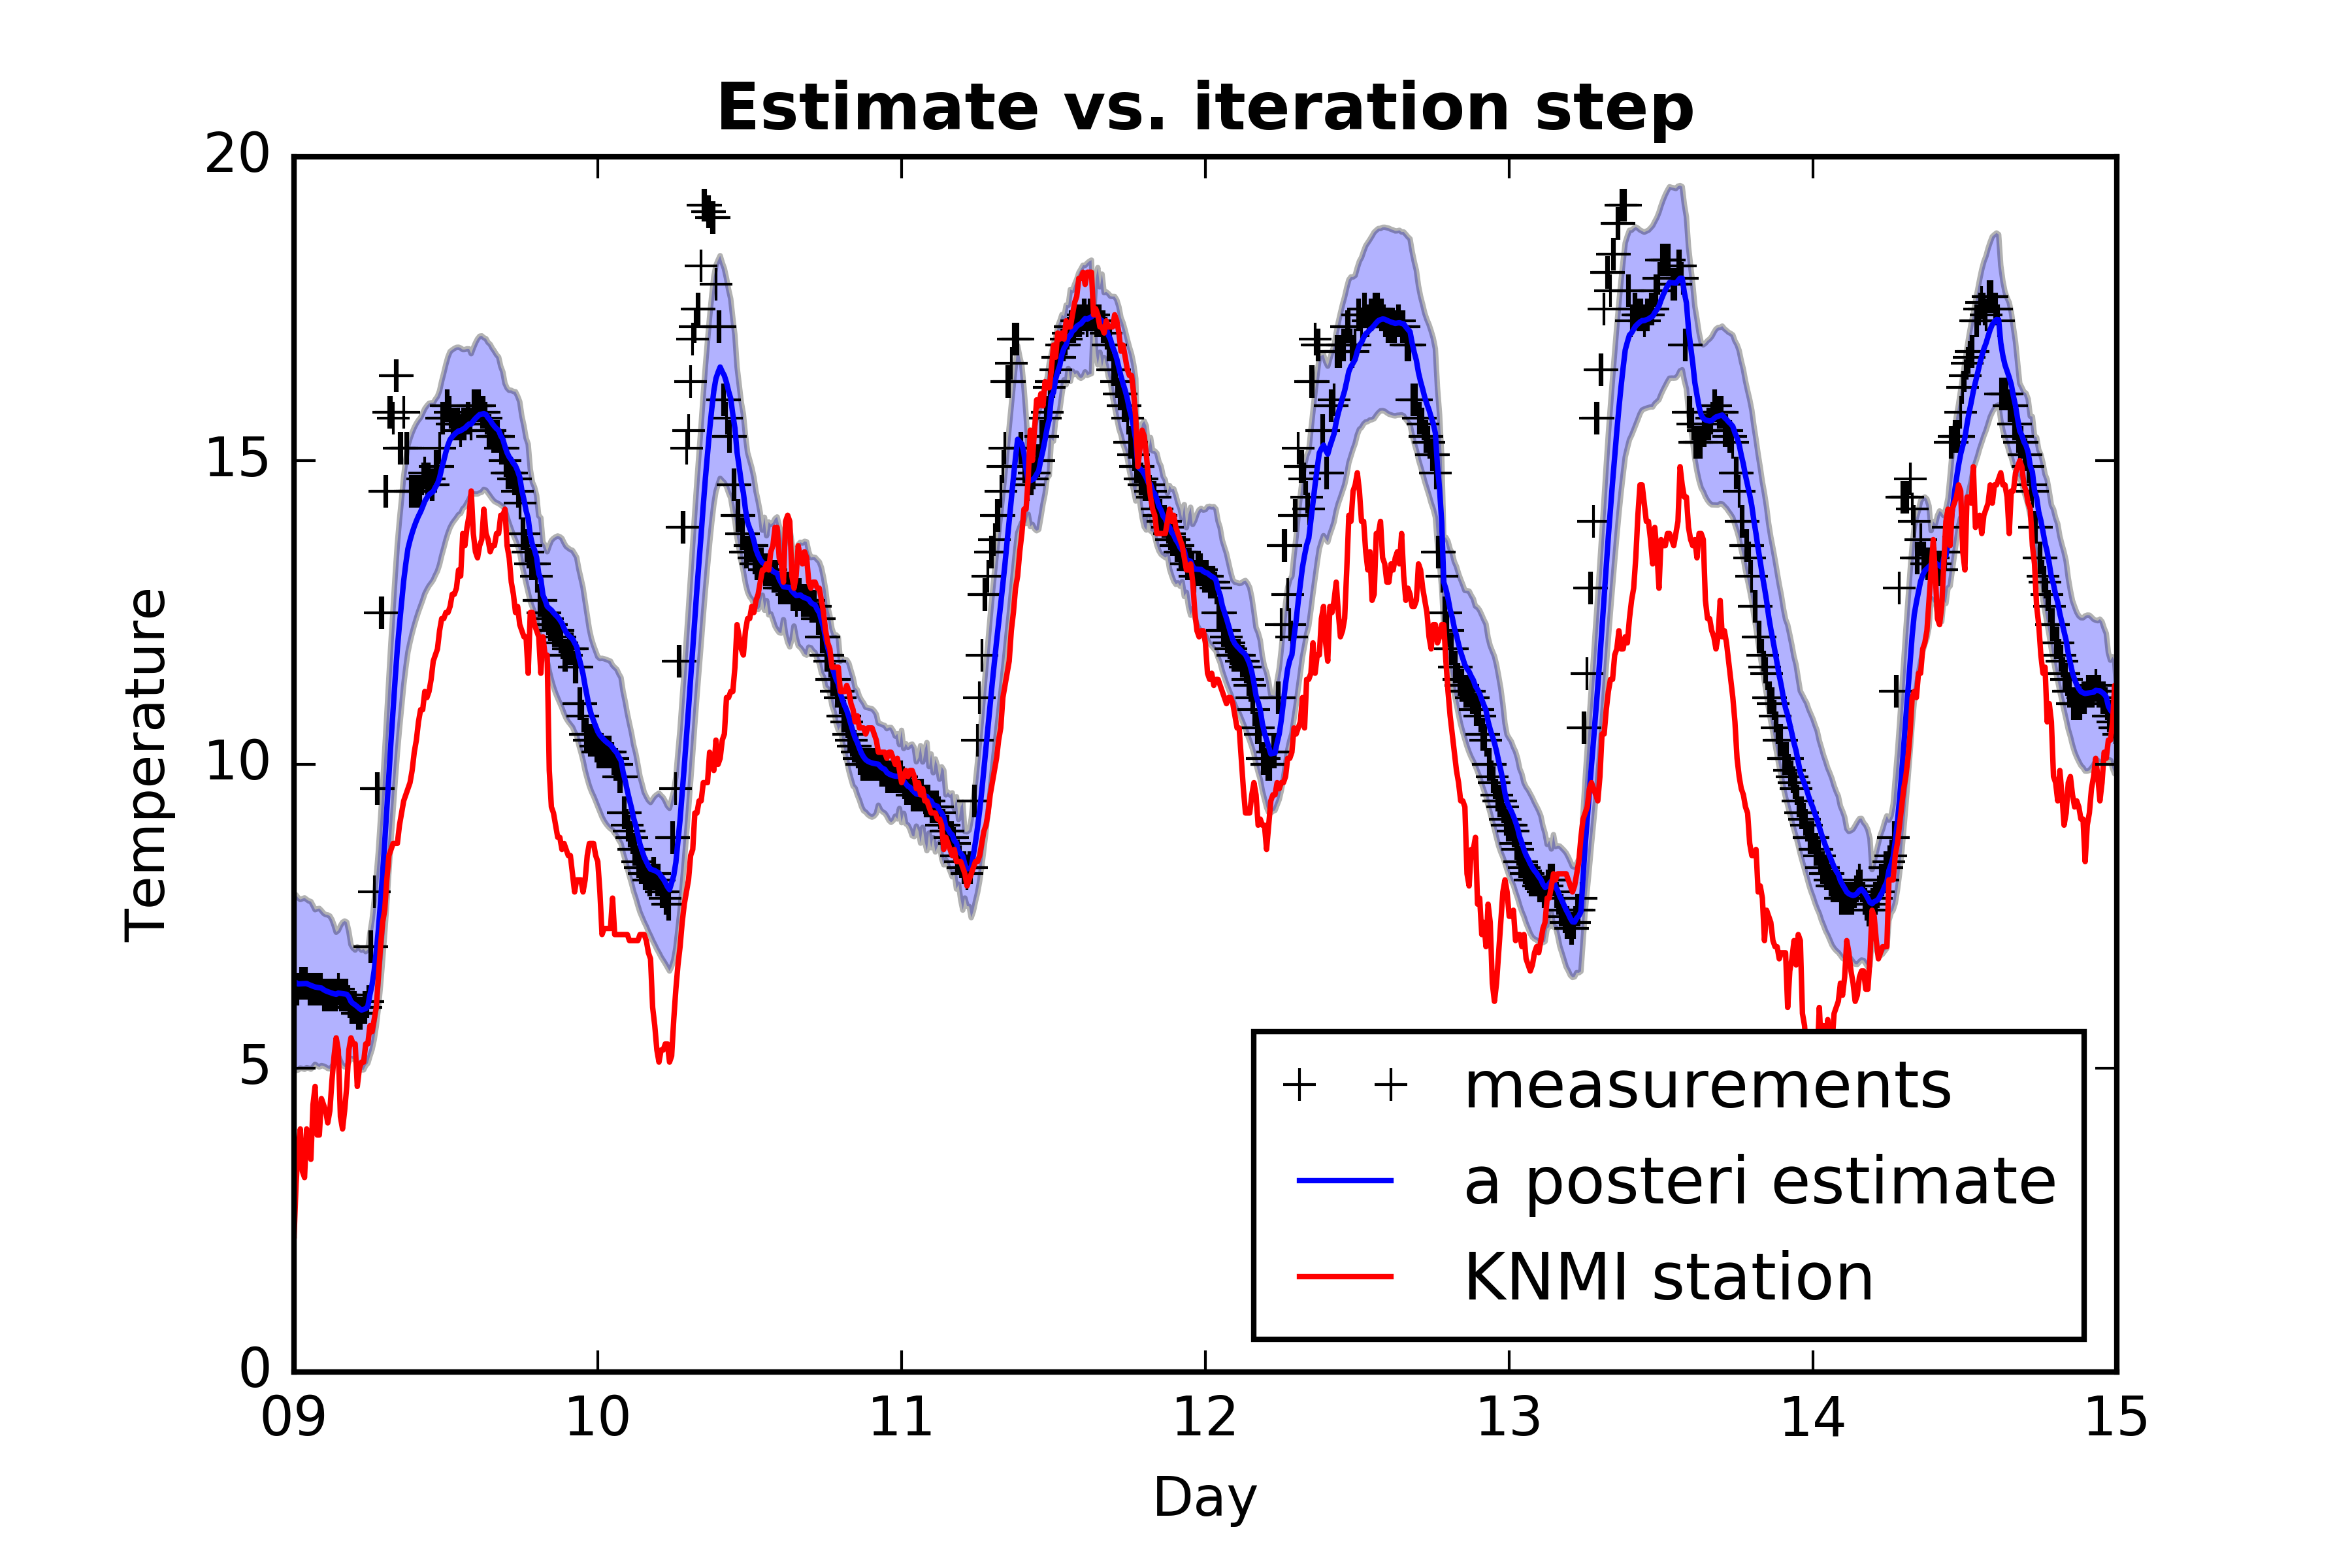 Estimate vs. iteration step
20
15
10
5
0
Temperature
09 10 11 12 13 14 15
Day
measurements
a posteri estimate
KNMI station